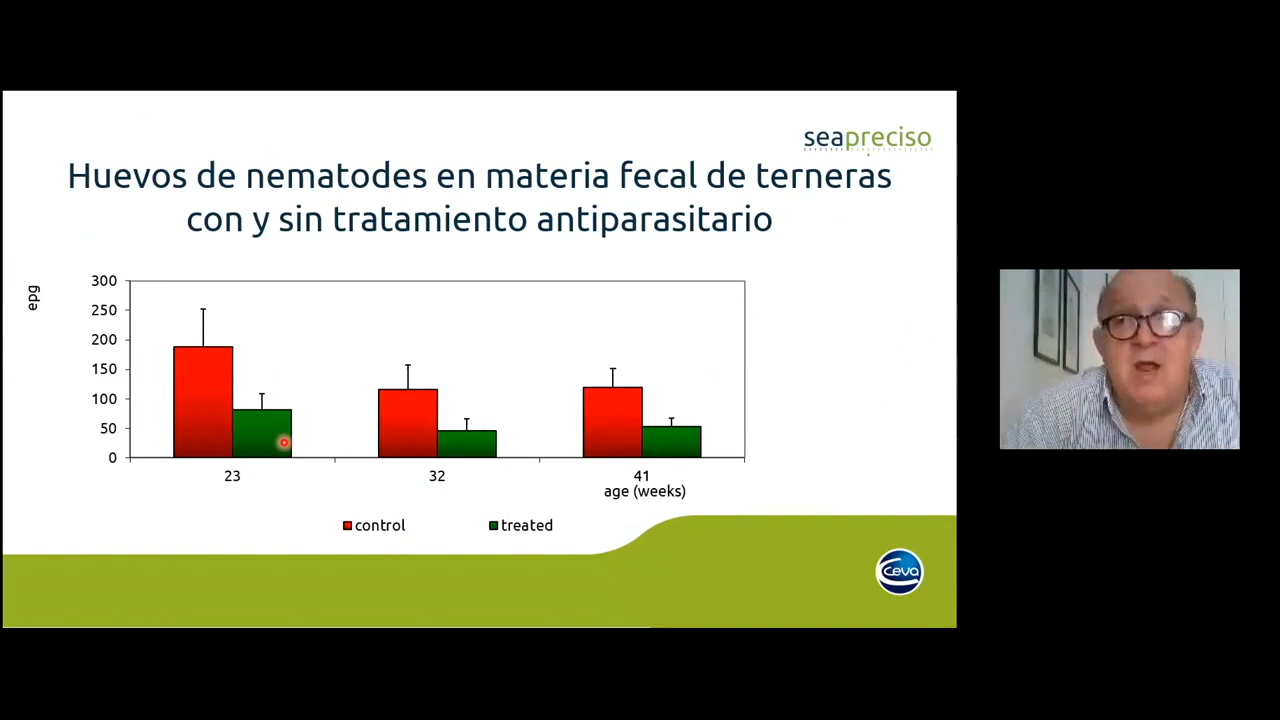 seapreciso
Huevos de nematodes en materia fecal de terneras
con y sin tratamiento antiparasitario
epg
300
250
200
150
100
50
0
23
32
41
age (weeks)
control
treated
Ceva